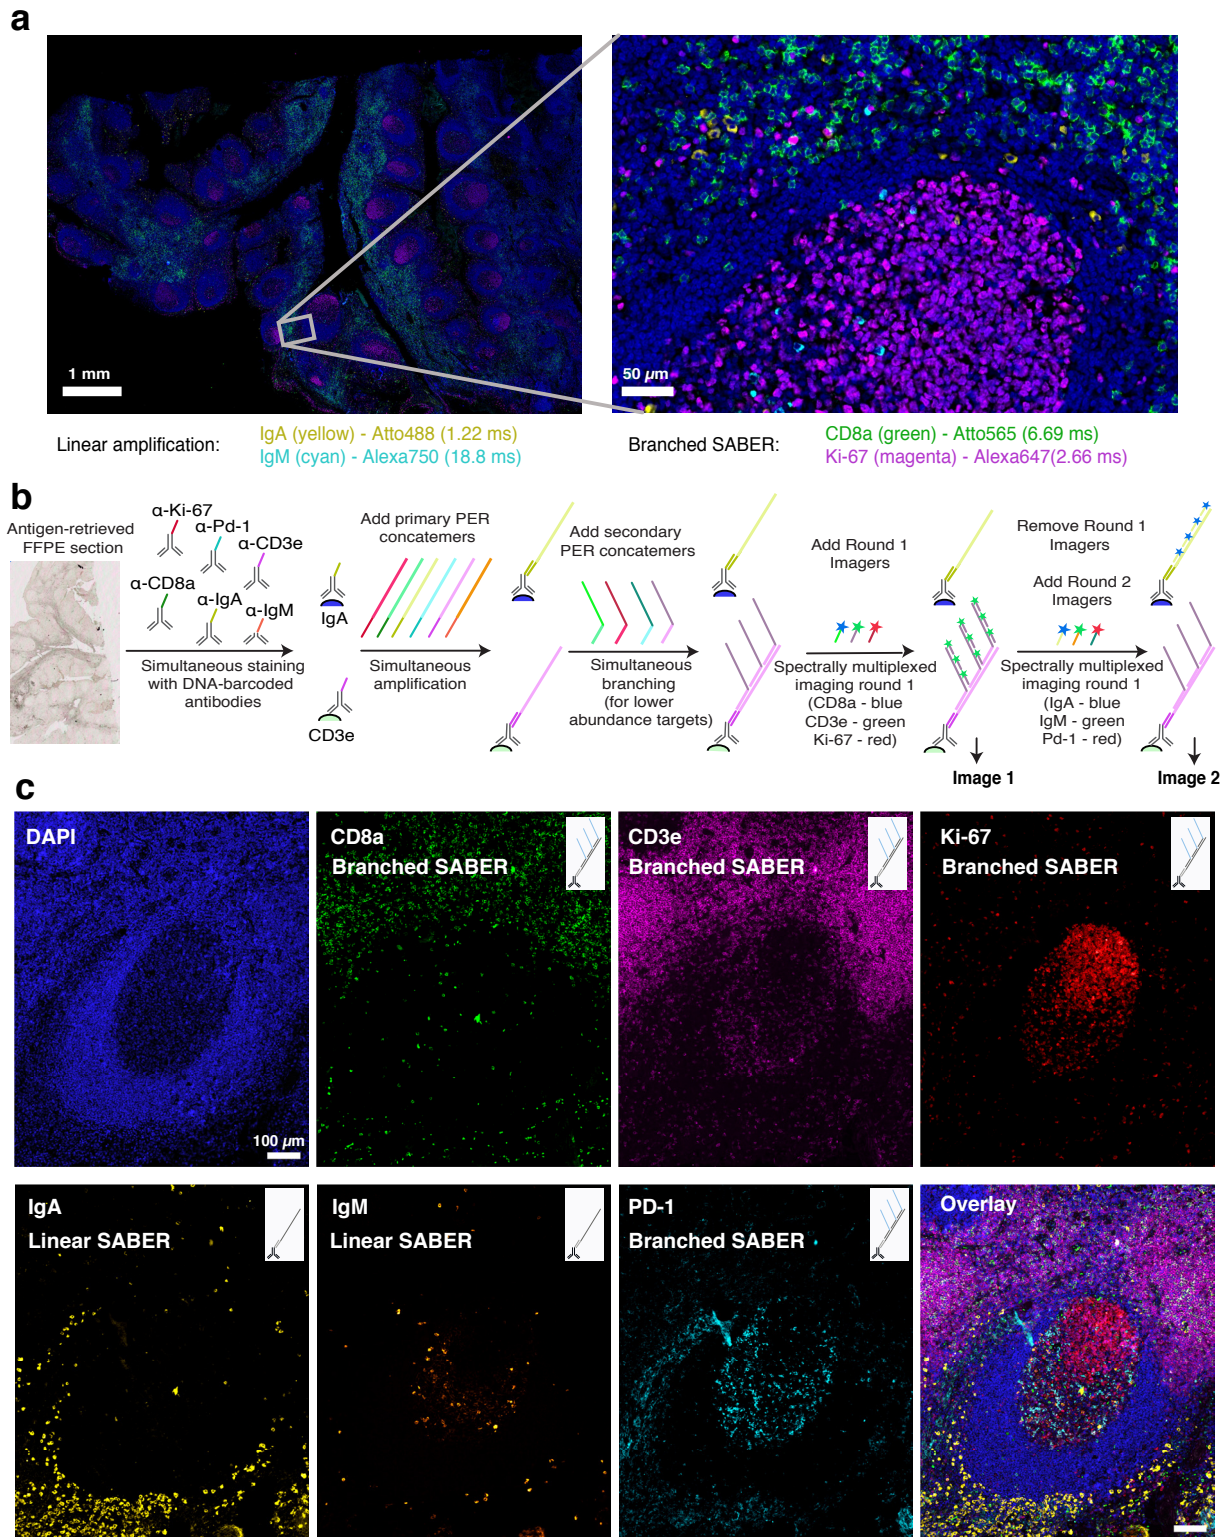 a
1 mm
50 µm
Linear amplification:
IgA (yellow) - Atto488 (1.22 ms)
IgM (cyan) - Alexa750 (18.8 ms)
Branched SABER:
CD8a (green) - Atto565 (6.69 ms)
Ki-67 (magenta) - Alexa647(2.66 ms)
b
Antigen-retrieved
FFPE section
α-Ki-67
α-Pd-1
α-CD3e
α-CD8a
α-IgA
α-IgM
Simultaneous staining
with DNA-barcoded
antibodies
IgA
CD3e
Add primary PER
concatemers
Simultaneous
amplification
Add secondary
PER concatemers
Simultaneous
branching
(for lower
abundance targets)
Add Round 1
Imagers
Spectrally multiplexed
imaging round 1
(CD8a - blue
CD3e - green
Ki-67 - red)
Image 1
Remove Round 1
Imagers
Add Round 2
Imagers
Spectrally multiplexed
imaging round 1
(IgA - blue
IgM - green
Pd-1 - red)
Image 2
c
DAPI
100 µm
CD8a
Branched SABER
CD3e
Branched SABER
Ki-67
Branched SABER
IgA
Linear SABER
IgM
Linear SABER
PD-1
Branched SABER
Overlay